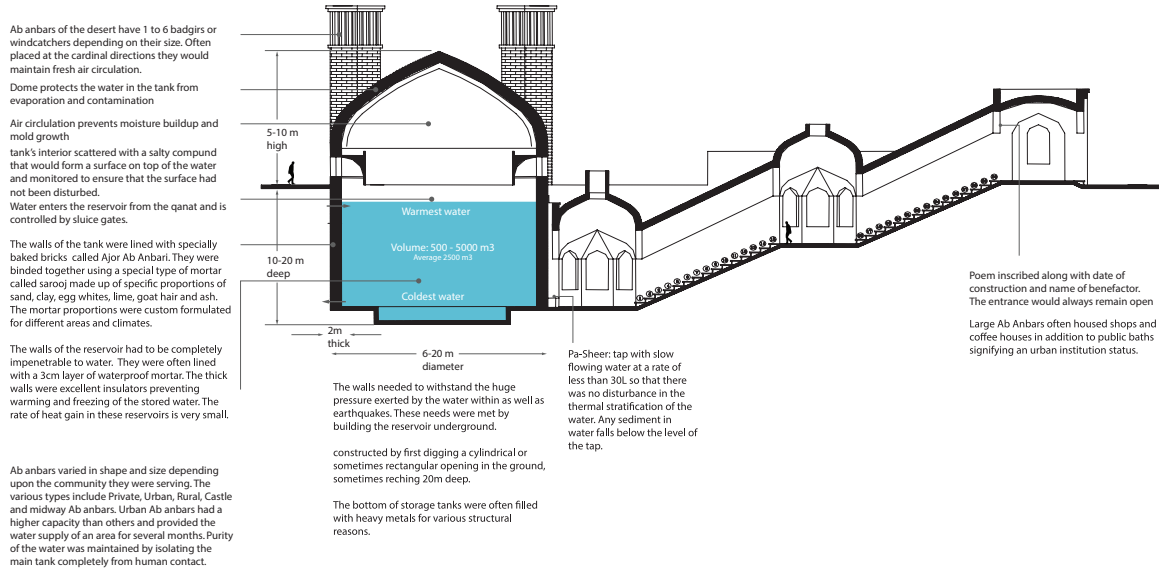 Ab anbars of the desert have 1 to 6 badgirs or
windcatchers depending on their size. Often
placed at the cardinal directions they would
maintain fresh air circulation.
Dome protects the water in the tank from
evaporation and contamination
Air circlulation prevents moisture buildup and
mold growth
tank's interior scattered with a salty compund
that would form a surface on top of the water
and monitored to ensure that the surface had
not been disturbed.
Water enters the reservoir from the qanat and is
controlled by sluice gates.
The walls of the tank were lined with specially
baked bricks called Ajor Ab Anbari. They were
binded together using a special type of mortar
called sarooj made up of specific proportions of
sand, clay, egg whites, lime, goat hair and ash.
The mortar proportions were custom formulated
for different areas and climates.
The walls of the reservoir had to be completely
impenetrable to water. They were often lined
with a 3cm layer of waterproof mortar. The thick
walls were excellent insulators preventing
warming and freezing of the stored water. The
rate of heat gain in these reservoirs is very small.
Ab anbars varied in shape and size depending
upon the community they were serving. The
various types include Private, Urban, Rural, Castle
and midway Ab anbars. Urban Ab anbars had a
higher capacity than others and provided the
water supply of an area for several months. Purity
of the water was maintained by isolating the
main tank completely from human contact.
5-10 m
high
10-20 m
deep
Warmest water
Volume: 500 - 5000 m3
Average 2500 m3
Coldest water
2m
thick
6-20 m
diameter
The walls needed to withstand the huge
pressure exerted by the water within as well as
earthquakes. These needs were met by
building the reservoir underground.
constructed by first digging a cylindrical or
sometimes rectangular opening in the ground,
sometimes reching 20m deep.
The bottom of storage tanks were often filled
with heavy metals for various structural
reasons.
Pa-Sheer: tap with slow
flowing water at a rate of
less than 30L so that there
was no disturbance in the
thermal stratification of the
water. Any sediment in
water falls below the level of
the tap.
Poem inscribed along with date of
construction and name of benefactor.
The entrance would always remain open
Large Ab Anbars often housed shops and
coffee houses in addition to public baths
signifying an urban institution status.